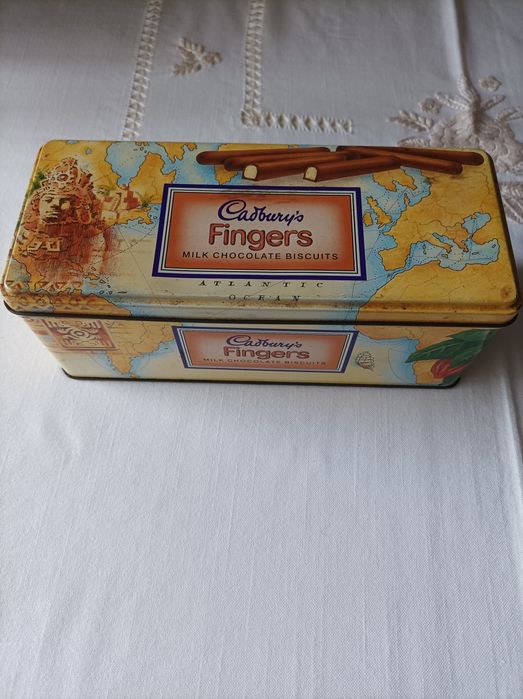 Cadbury's
Fingers
MILK CHOCOLATE BISCUITS
ATLANTIC
OCEAN
Cadbury's
Fingers
MILK CHOCOLATE BISCUITS